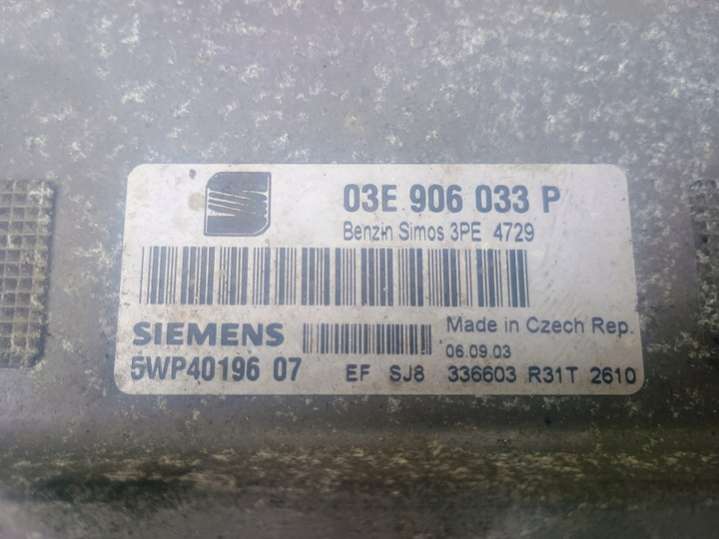 03E 906 033 P
Benzin Simos 3PE 4729
SIEMENS
Made in Czech Rep.
06.09.03
5WP40196 07
EF SJ8 336603 R31T 2610